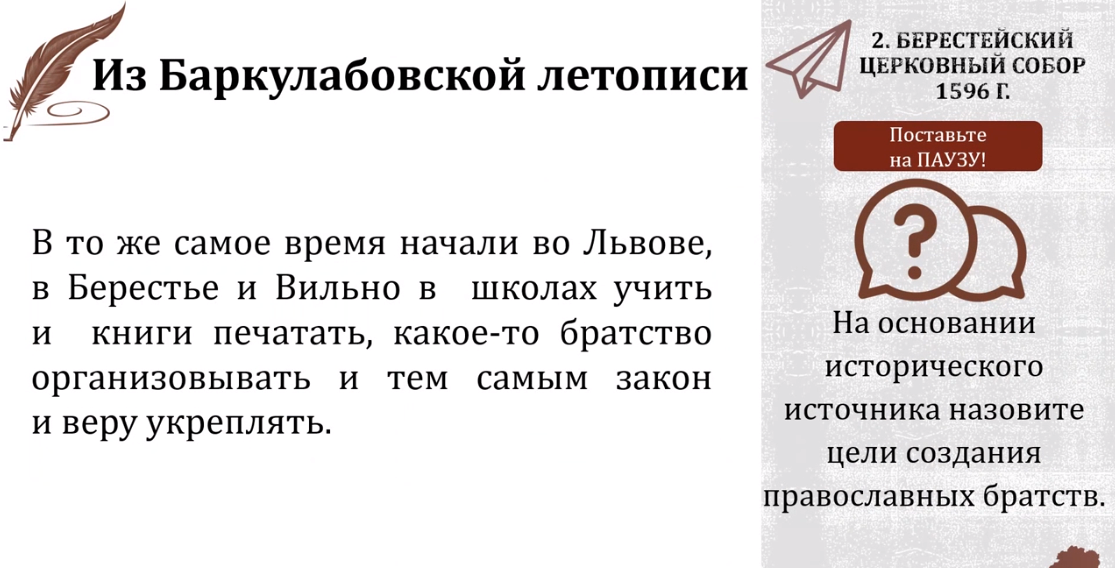 Из Баркулабовской летописи
В то же самое время начали во Львове,
в Берестье и Вильно в школах учить
и книги печатать, какое-то братство
организовывать и тем самым закон
и веру укреплять.
2. БЕРЕСТЕЙСКИЙ
ЦЕРКОВНЫЙ СОБОР
1596 Г.
Поставьте
на ПАУЗУ!
?
На основании
исторического
источника назовите
цели создания
православных братств.